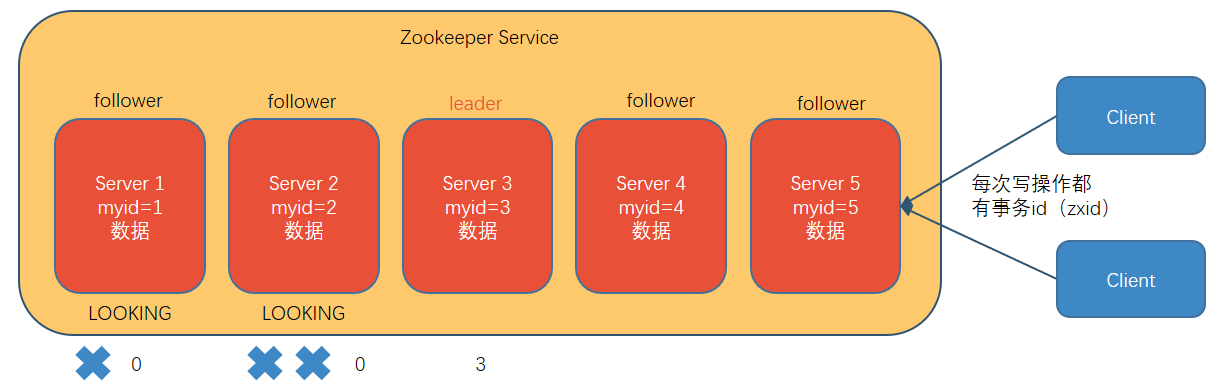 Zookeeper Service
follower
follower
leader
follower
follower
Server 1
myid=1
数据
Server 2
myid=2
数据
Server 3
myid=3
数据
Server 4
myid=4
数据
Server 5
myid=5
数据
LOOKING
LOOKING
0
0
3
Client
每次写操作都
有事务id（zxid）
Client